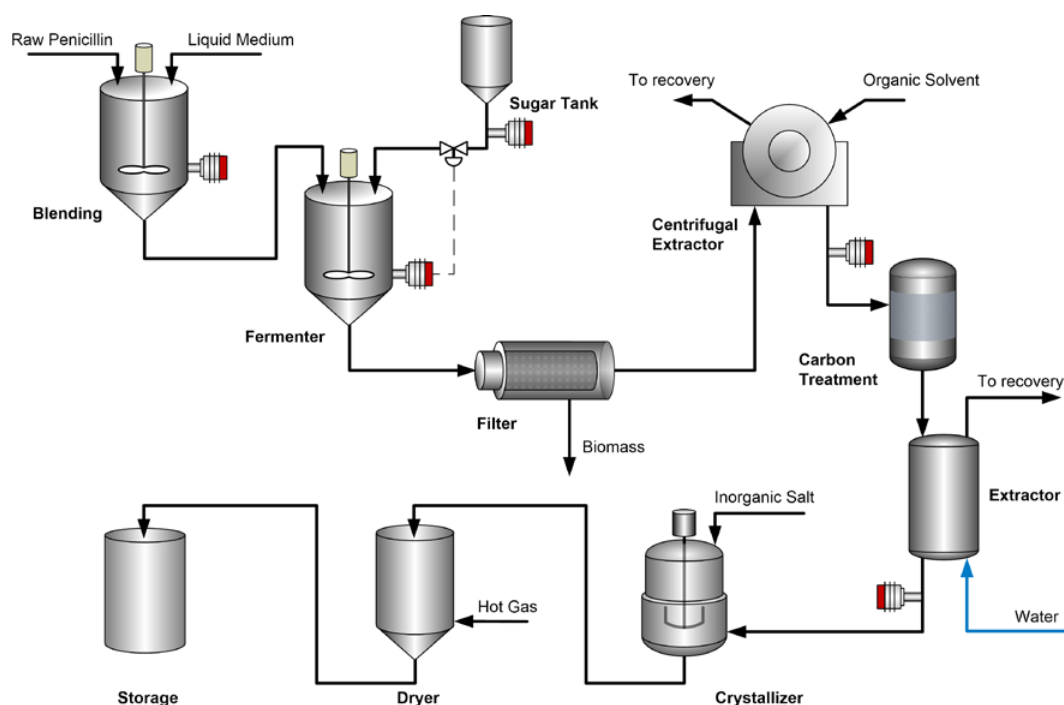 Raw Penicillin
Liquid Medium
Sugar Tank
To recovery
Organic Solvent
Blending
Centrifugal
Extractor
Fermenter
Carbon
Treatment
To recovery
Filter
Biomass
Extractor
Inorganic Salt
Hot Gas
Water
Storage
Dryer
Crystallizer